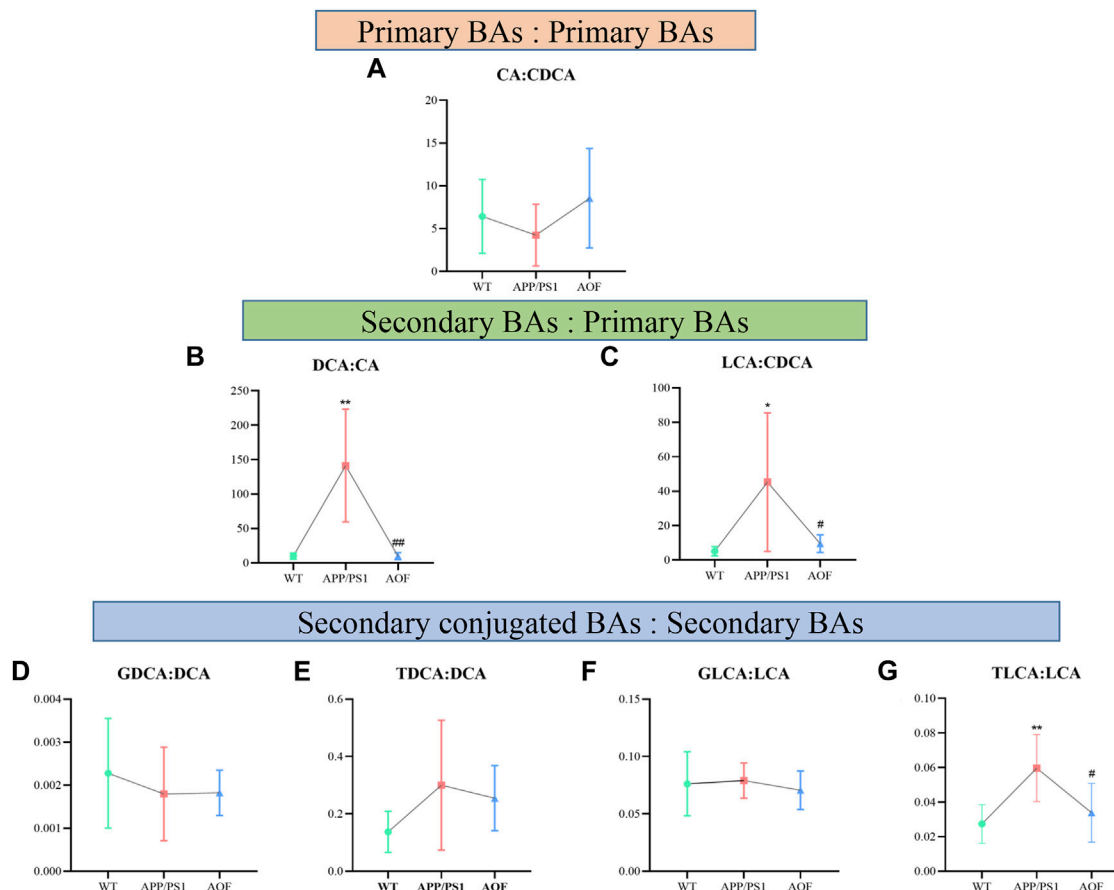 Primary BAs : Primary BAs
A
CA:CDCA
20
15
10
5
0
WT APP/PS1 AOF
Secondary BAs : Primary BAs
B
DCA:CA
250
200
150
100
50
0
**
##
WT APP/PS1 AOF
C
LCA:CDCA
100
80
60
40
20
0
*
#
WT APP/PS1 AOF
Secondary conjugated BAs : Secondary BAs
D
GDCA:DCA
0.004
0.003
0.002
0.001
0.000
WT APP/PS1 AOF
E
TDCA:DCA
0.6
0.4
0.2
0.0
WT APP/PS1 AOF
F
GLCA:LCA
0.15
0.10
0.05
0.00
WT APP/PS1 AOF
G
TLCA:LCA
0.10
0.08
0.06
0.04
0.02
0.00
**
#
WT APP/PS1 AOF